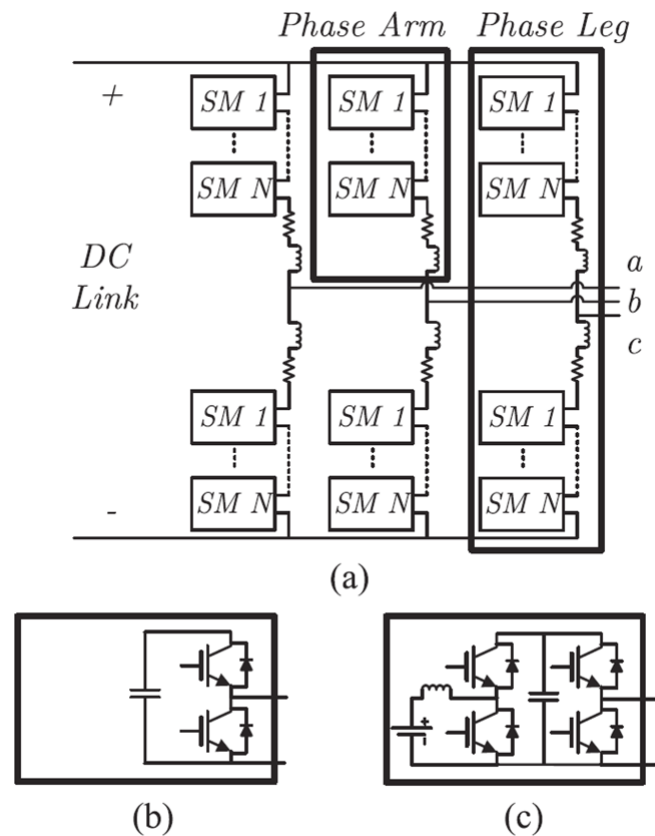 Phase Arm Phase Leg
+
SM 1 SM 1 SM 1
SM N SM N SM N
DC
Link
a
b
c
SM 1 SM 1 SM 1
SM N SM N SM N
-
(a)
+
-
(b) (c)